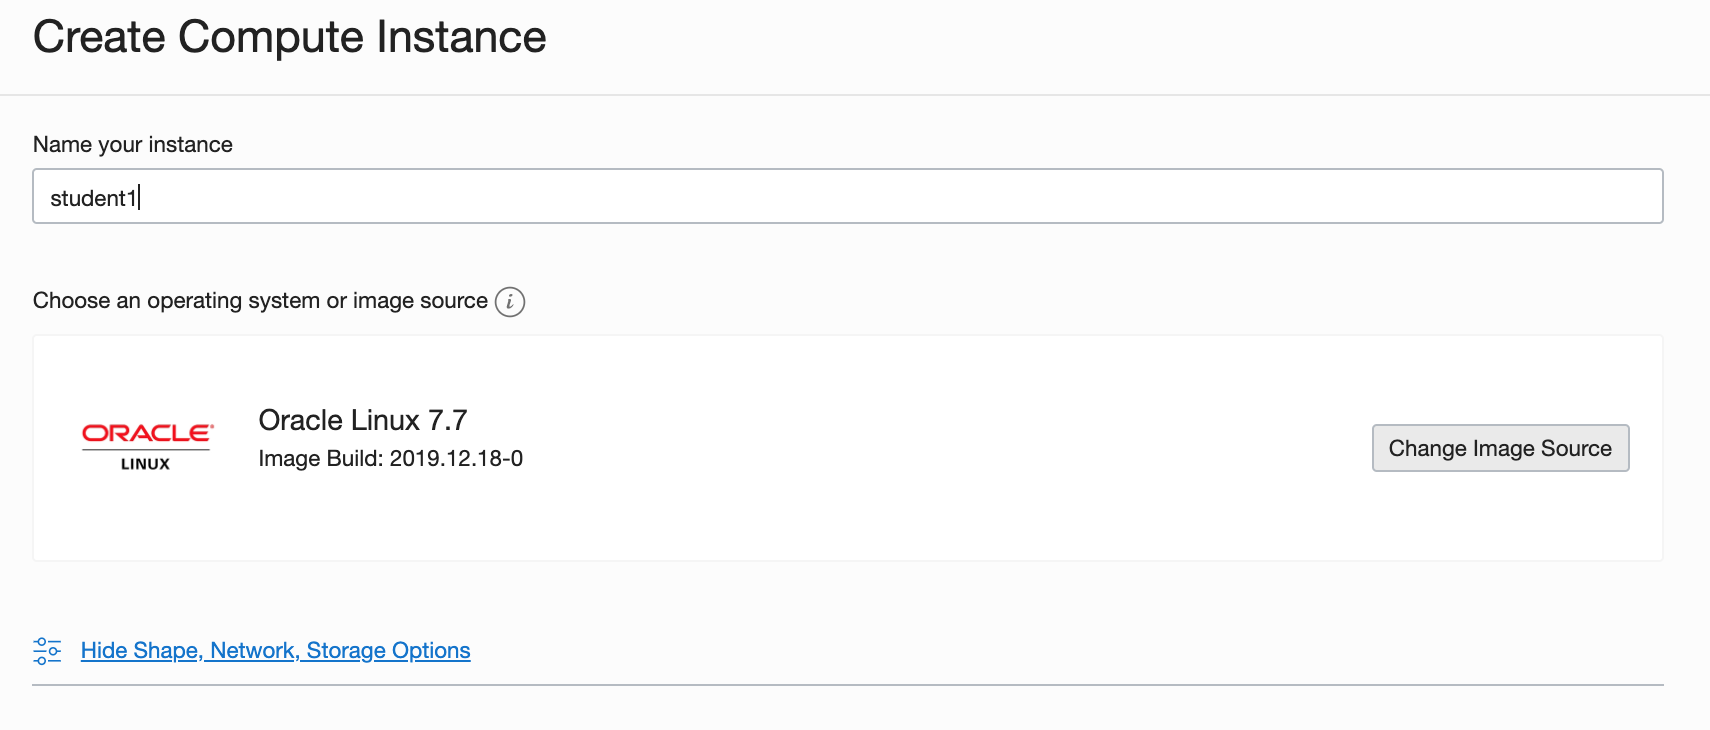 Create Compute Instance
Name your instance
student1
Choose an operating system or image source i
ORACLE®
LINUX
Oracle Linux 7.7
Image Build: 2019.12.18-0
Change Image Source
Hide Shape, Network, Storage Options